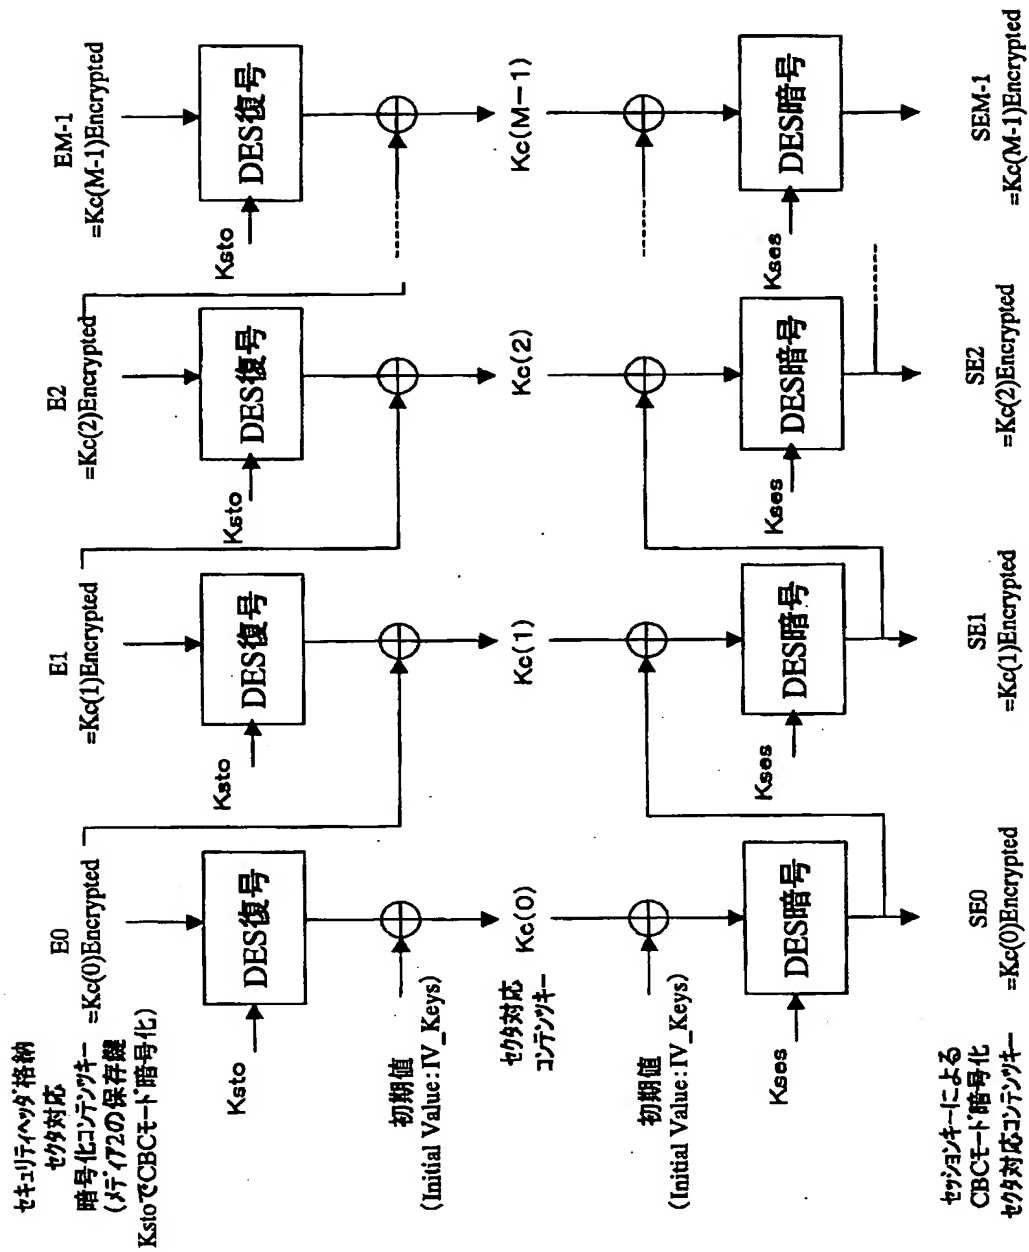 セキュリティヘッダ格納
セクタ対応
暗号化コンテンツキー
(メディア2の保存鍵
KstoでCBCモード暗号化)
E0
=Kc(0)Encrypted
E1
=Kc(1)Encrypted
E2
=Kc(2)Encrypted
EM-1
=Kc(M-1)Encrypted
Ksto
DES復号
Ksto
DES復号
Ksto
DES復号
Ksto
DES復号
初期値
(Initial Value:IV_Keys)
セクタ対応
コンテンツキー
Kc(0)
Kc(1)
Kc(2)
Kc(M-1)
初期値
(Initial Value:IV_Keys)
Kses
DES暗号
Kses
DES暗号
Kses
DES暗号
Kses
DES暗号
セッションキーによる
CBCモード暗号化
セクタ対応コンテンツキー
SE0
=Kc(0)Encrypted
SE1
=Kc(1)Encrypted
SE2
=Kc(2)Encrypted
SEM-1
=Kc(M-1)Encrypted